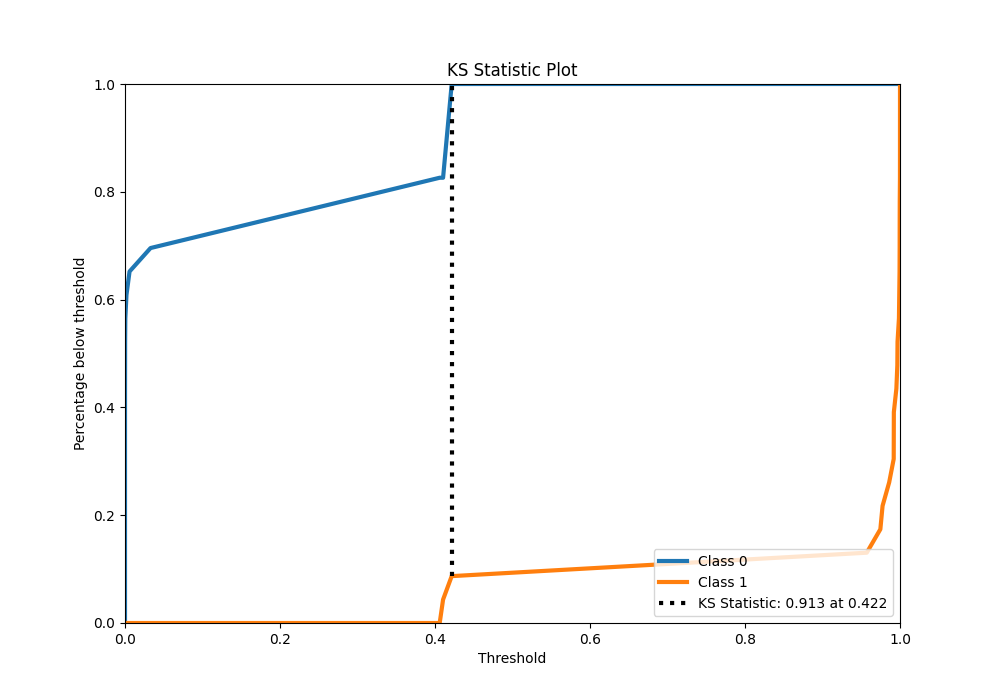 KS Statistic Plot
1.0
0.8
0.6
0.4
0.2
0.0
Percentage below threshold
0.0 0.2 0.4 0.6 0.8 1.0
Threshold
Class 0
Class 1
KS Statistic: 0.913 at 0.422